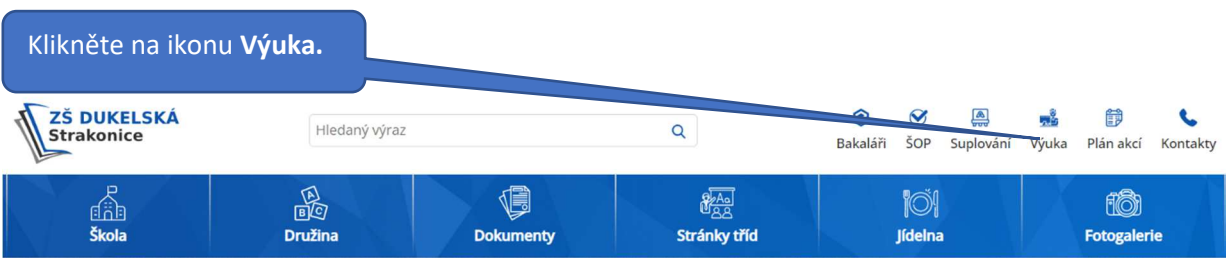 Klikněte na ikonu Výuka.
ZŠ DUKELSKÁ
Strakonice
Hledaný výraz
Bakaláři ŠOP Suplování Výuka Plán akcí Kontakty
Škola Družina Dokumenty Stránky tříd Jídelna Fotogalerie